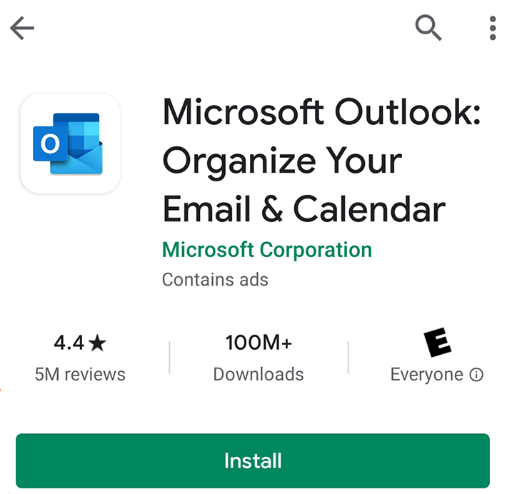 Microsoft Outlook:
Organize Your
Email & Calendar
Microsoft Corporation
Contains ads
4.4★ 100M+ E
5M reviews Downloads Everyone
Install